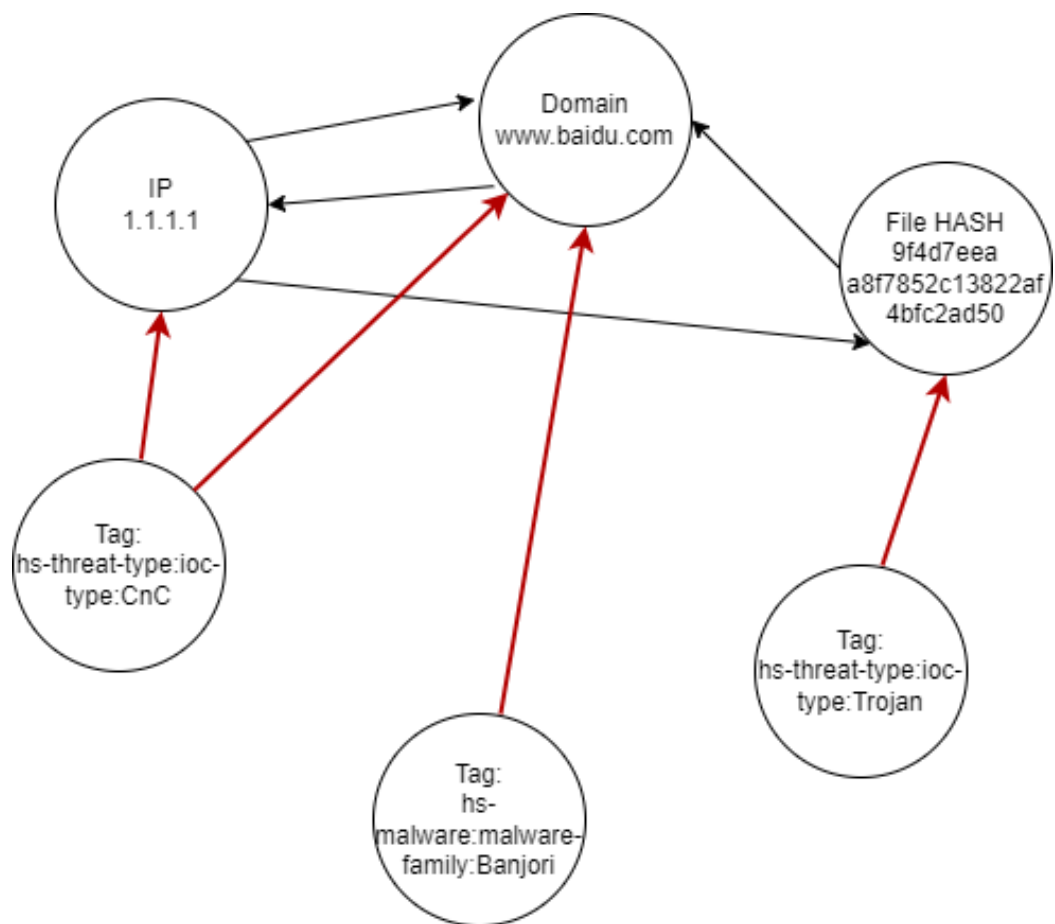 Domain
www.baidu.com
IP
1.1.1.1
File HASH
9f4d7eea
a8f7852c13822af
4bfc2ad50
Tag:
hs-threat-type:ioc-
type:CnC
Tag:
hs-threat-type:ioc-
type:Trojan
Tag:
hs-
malware:malware-
family:Banjori